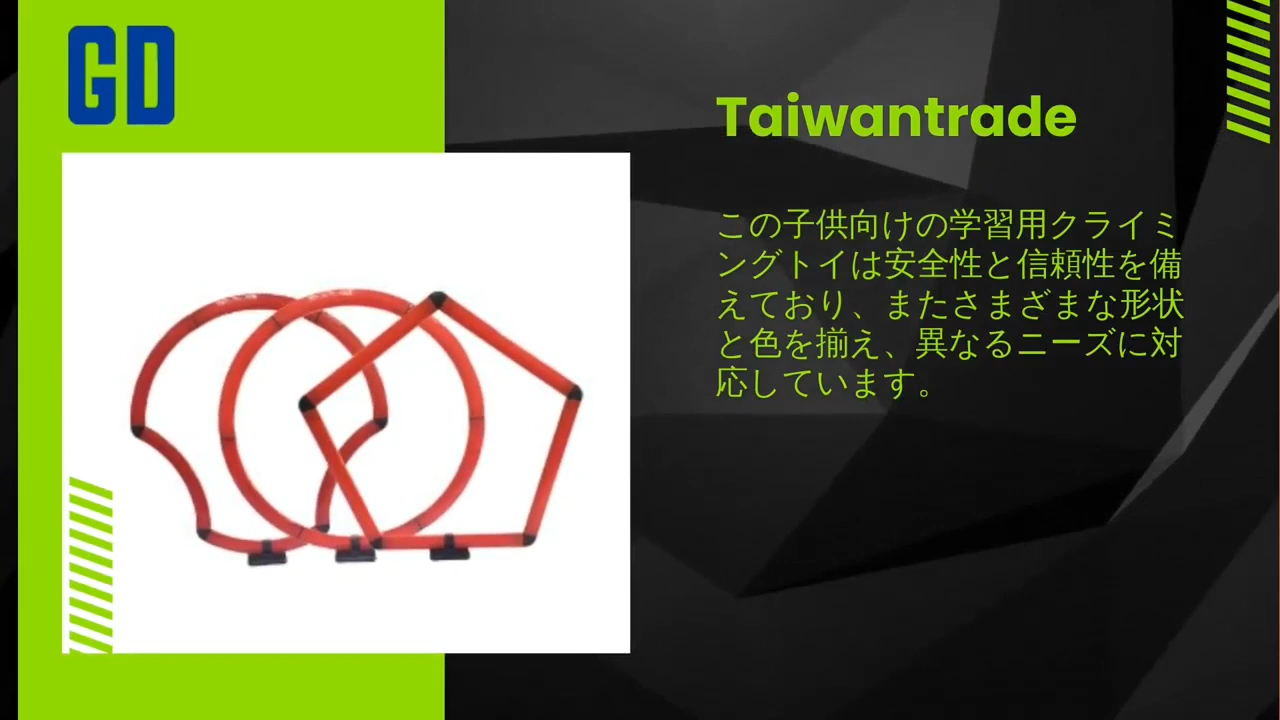 GD
Taiwantrade
この子供向けの学習用クライミ
ングトイは安全性と信頼性を備
えており、またさまざまな形状
と色を揃え、異なるニーズに対
応しています。